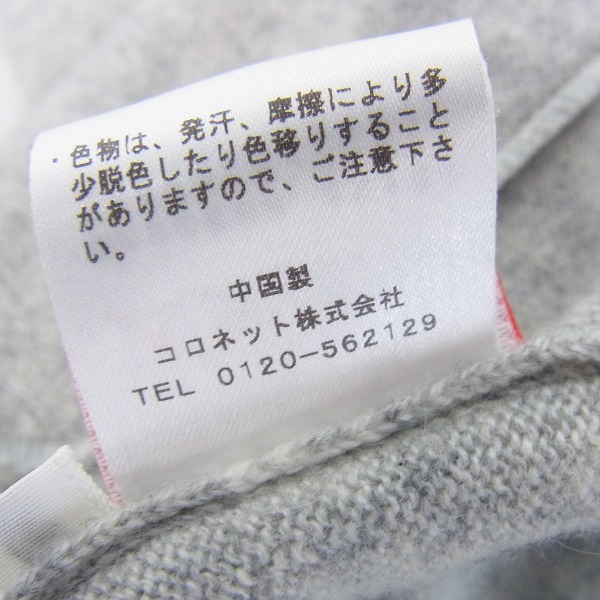 ・色物は、発汗、摩擦により多
少脱色したり色移りすること
がありますので、ご注意下さ
い。
中国製
コロネット株式会社
TEL 0120-562129